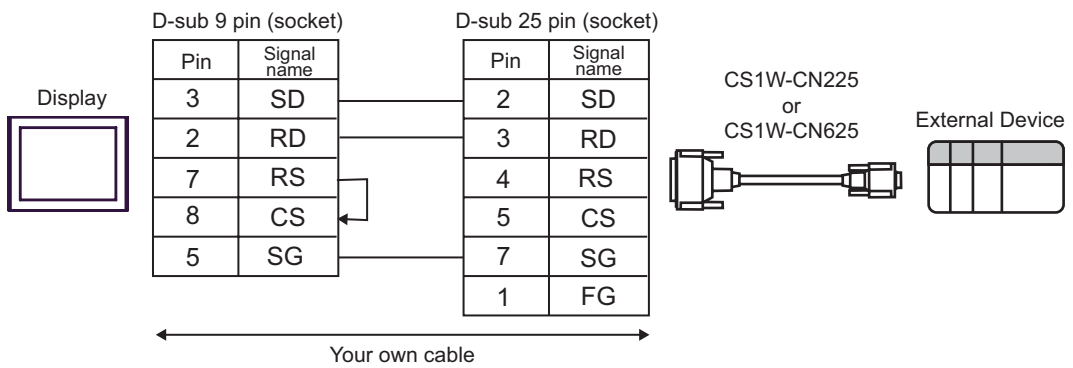 D-sub 9 pin (socket)
D-sub 25 pin (socket)
Display
Pin Signal name
3 SD
2 RD
7 RS
8 CS
5 SG
Pin Signal name
2 SD
3 RD
4 RS
5 CS
7 SG
1 FG
CS1W-CN225
or
CS1W-CN625
External Device
Your own cable